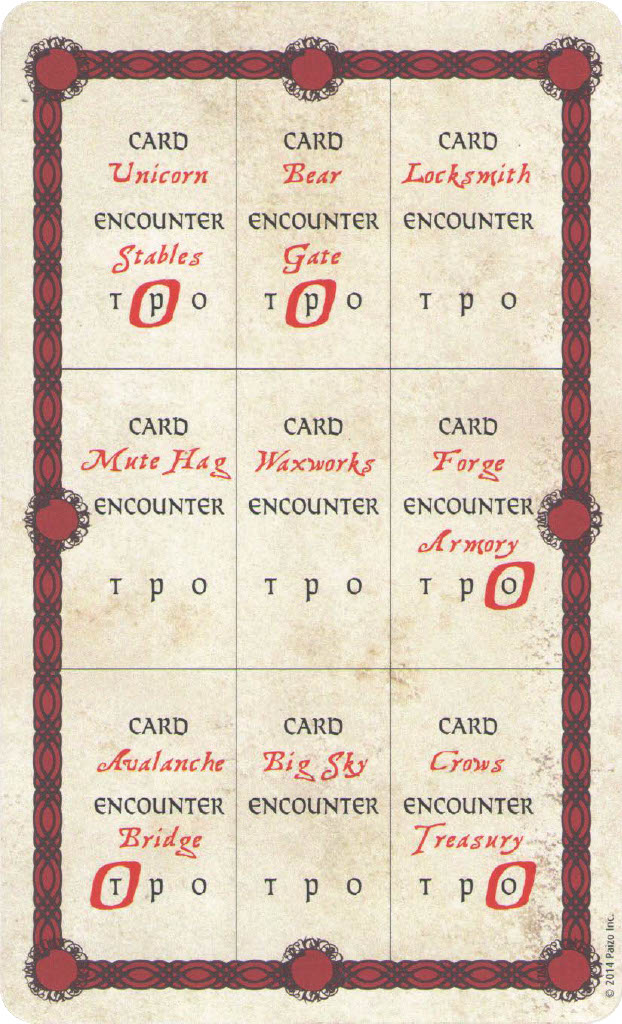 CARD CARD CARD
Unicorn Bear Locksmith
ENCOUNTER ENCOUNTER ENCOUNTER
Stables Gate
T P O T P O T P O
CARD CARD CARD
Mute Hag Waxworks Forge
ENCOUNTER ENCOUNTER ENCOUNTER
Armory
T P O T P O T P O
CARD CARD CARD
Avalanche Big Sky Crows
ENCOUNTER ENCOUNTER ENCOUNTER
Bridge Treasury
T P O T P O T P O
© 2014 Paizo Inc.